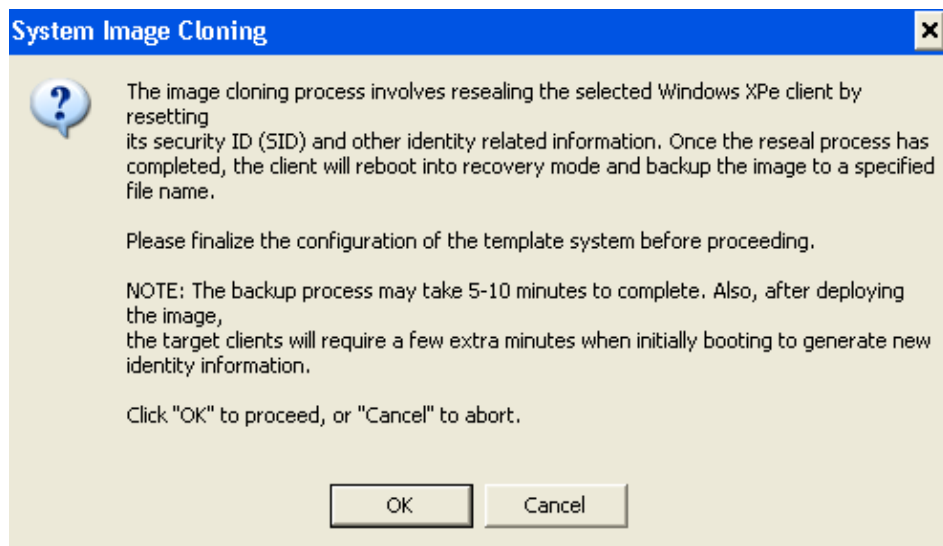 System Image Cloning
The image cloning process involves resealing the selected Windows XPe client by
resetting
its security ID (SID) and other identity related information. Once the reseal process has
completed, the client will reboot into recovery mode and backup the image to a specified
file name.
Please finalize the configuration of the template system before proceeding.
NOTE: The backup process may take 5-10 minutes to complete. Also, after deploying
the image,
the target clients will require a few extra minutes when initially booting to generate new
identity information.
Click "OK" to proceed, or "Cancel" to abort.
OK Cancel